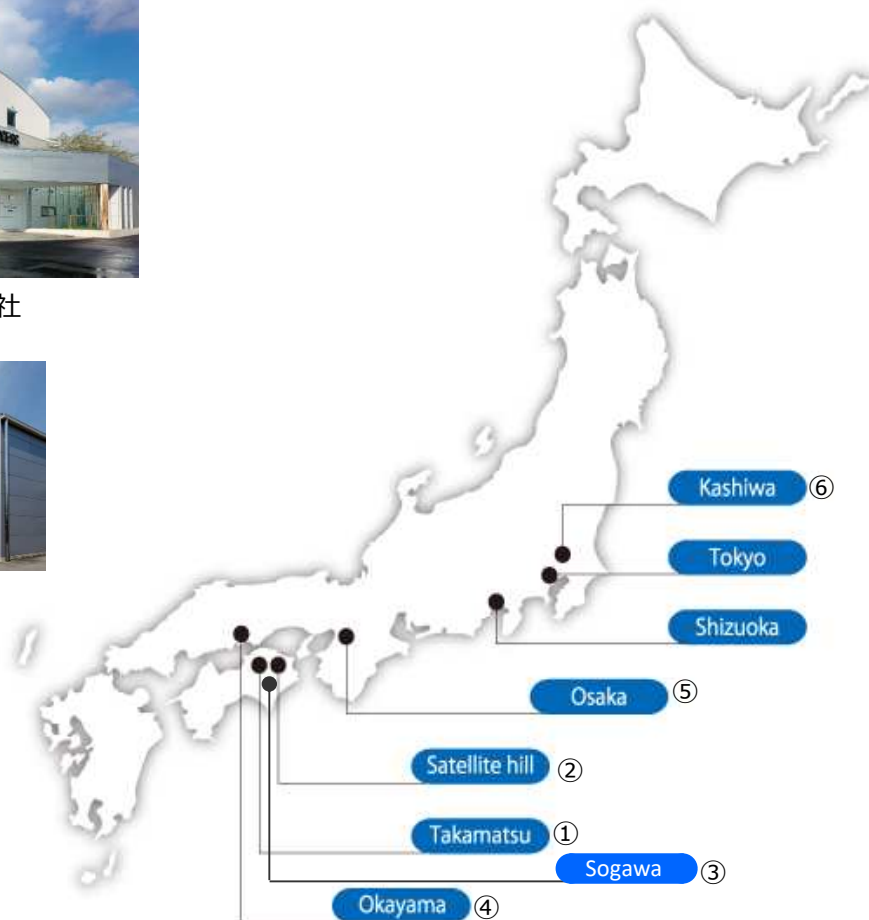 社
Kashiwa ⑥
Tokyo
Shizuoka
Osaka ⑤
Satellite hill ②
Takamatsu ①
Sogawa ③
Okayama ④